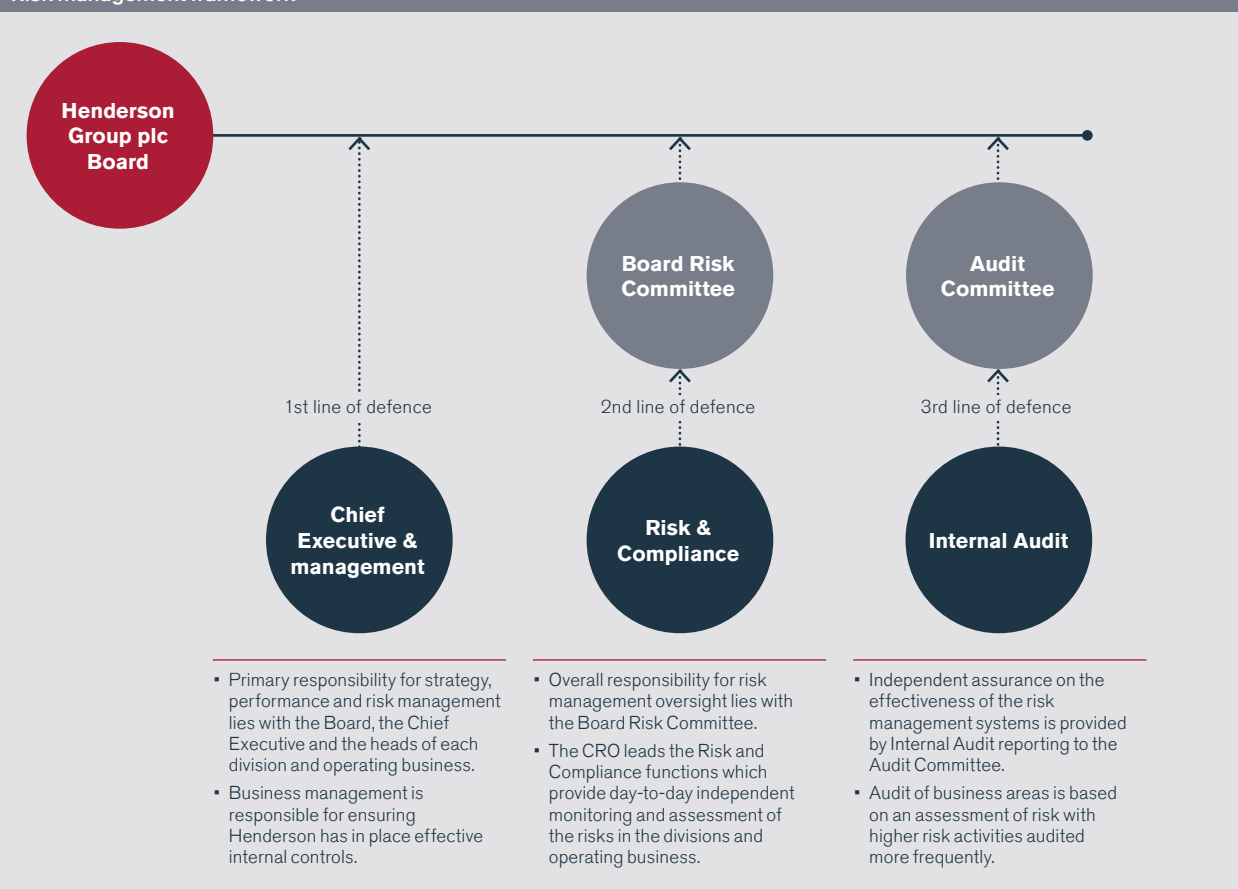 Risk management framework
Henderson
Group plc
Board
Board Risk
Committee
Audit
Committee
1st line of defence
2nd line of defence
3rd line of defence
Chief
Executive &
management
Risk &
Compliance
Internal Audit
▪ Primary responsibility for strategy,
performance and risk management
lies with the Board, the Chief
Executive and the heads of each
division and operating business.
▪ Business management is
responsible for ensuring
Henderson has in place effective
internal controls.
▪ Overall responsibility for risk
management oversight lies with
the Board Risk Committee.
▪ The CRO leads the Risk and
Compliance functions which
provide day-to-day independent
monitoring and assessment of
the risks in the divisions and
operating business.
▪ Independent assurance on the
effectiveness of the risk
management systems is provided
by Internal Audit reporting to the
Audit Committee.
▪ Audit of business areas is based
on an assessment of risk with
higher risk activities audited
more frequently.